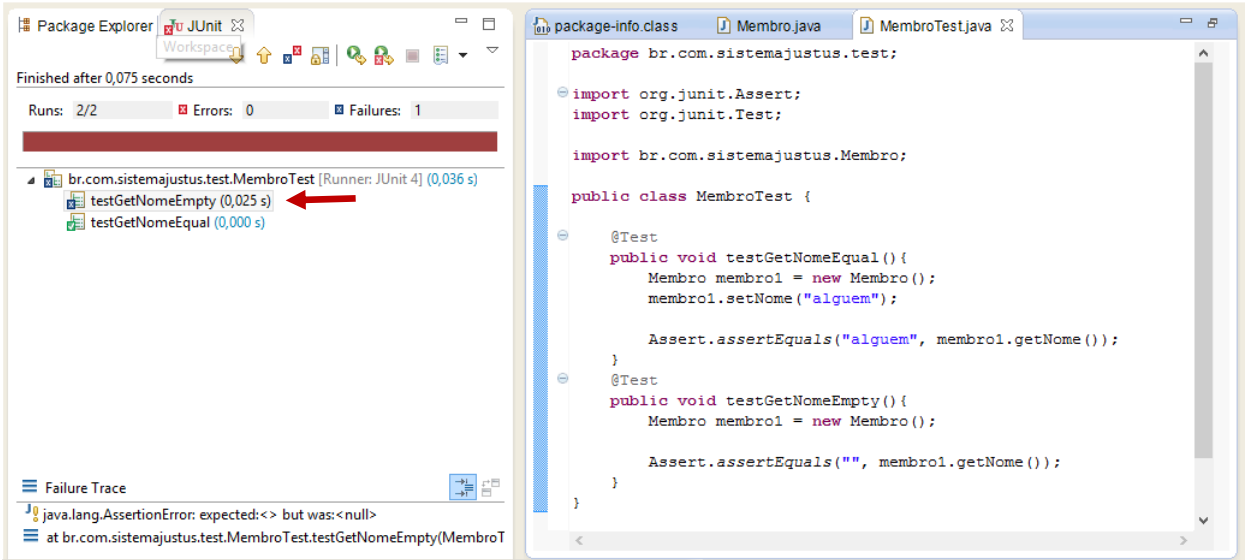 Package Explorer JUnit
Workspace
Finished after 0,075 seconds
Runs: 2/2 Errors: 0 Failures: 1
br.com.sistemajustus.test.MembroTest [Runner: JUnit 4] (0,036 s)
testGetNomeEmpty (0,025 s)
testGetNomeEqual (0,000 s)
Failure Trace
java.lang.AssertionError: expected:<> but was:<null>
at br.com.sistemajustus.test.MembroTest.testGetNomeEmpty(MembroT
package-info.class Membro.java MembroTest.java
package br.com.sistemajustus.test;
import org.junit.Assert;
import org.junit.Test;
import br.com.sistemajustus.Membro;
public class MembroTest {
@Test
public void testGetNomeEqual(){
Membro membro1 = new Membro();
membro1.setNome("alguem");
Assert.assertEquals("alguem", membro1.getNome());
}
@Test
public void testGetNomeEmpty(){
Membro membro1 = new Membro();
Assert.assertEquals("", membro1.getNome());
}
}